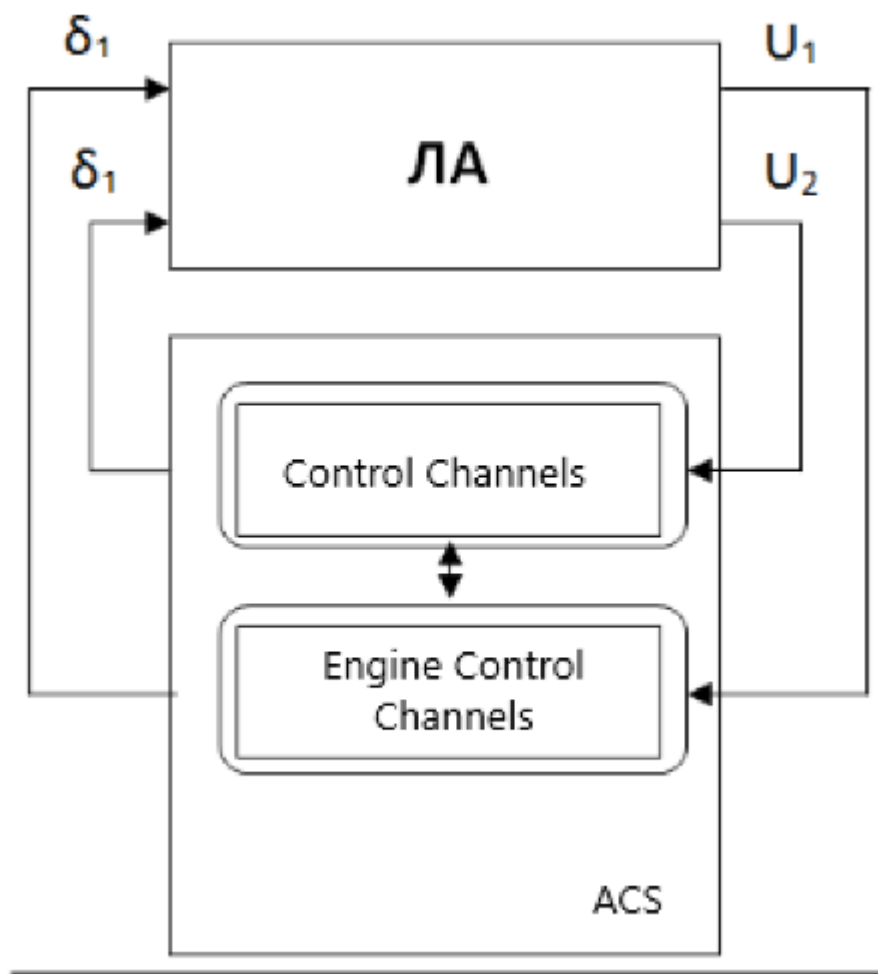 δ₁
U₁
ЛА
δ₁
U₂
Control Channels
Engine Control
Channels
ACS